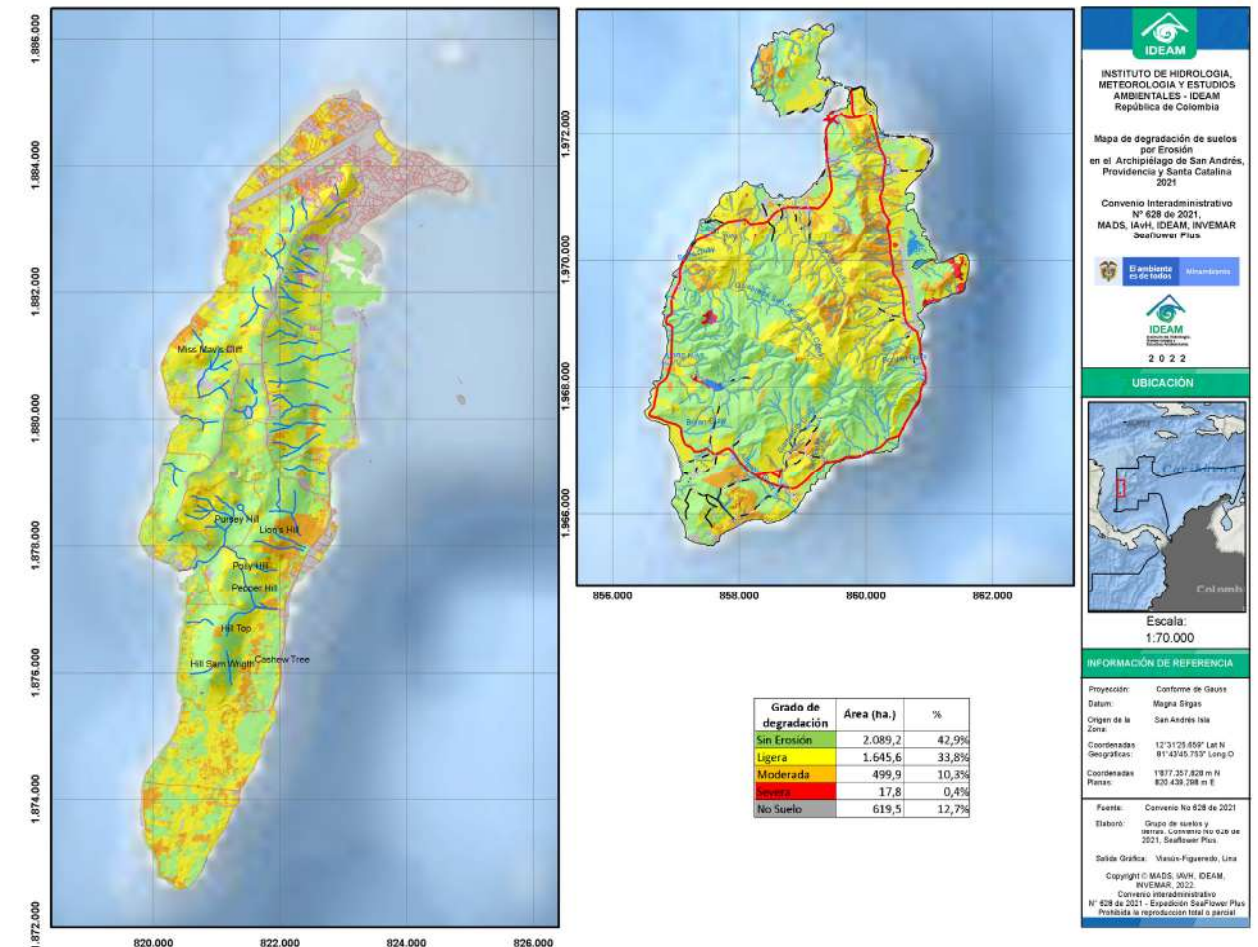 1.886.000
1.884.000
1.882.000
1.880.000
1.878.000
1.876.000
1.874.000
1.872.000
820.000
822.000
824.000
826.000
Miss Mavis Cliff
Pursey Hill
Lion's Hill
Polly Hill
Pepper Hill
Hill Top
Hill Sam Wrigth
Cashew Tree
1.972.000
1.970.000
1.968.000
1.966.000
856.000
858.000
860.000
862.000
Grado de degradación
Área (ha.)
%
Sin Erosión 2.089,2 42,9%
Ligera 1.645,6 33,8%
Moderada 499,9 10,3%
Severa 17,8 0,4%
No Suelo 619,5 12,7%
IDEAM
INSTITUTO DE HIDROLOGIA,
METEOROLOGIA Y ESTUDIOS
AMBIENTALES - IDEAM
República de Colombia
Mapa de degradación de suelos
por Erosión
en el Archipiélago de San Andrés,
Providencia y Santa Catalina
2021
Convenio Interadministrativo
N° 628 de 2021,
MADS, IAvH, IDEAM, INVEMAR
Seaflower Plus
El ambiente
es de todos
Minambiente
IDEAM
2 0 2 2
UBICACIÓN
Colomb
Escala:
1:70.000
INFORMACIÓN DE REFERENCIA
Proyección: Conforme de Gauss
Datum: Magna Sirgas
Origen de la Zona: San Andrés Isla
Coordenadas Geográficas: 12°31'25.659" Lat N
81°43'45.753" Long O
Coordenadas Planas: 1'877.357,828 m N
820.439,298 m E
Fuente: Convenio No 628 de 2021
Elaboró: Grupo de suelos y
tierras. Convenio No 628 de
2021, Seaflower Plus.
Salida Gráfica: Viasús-Figueredo, Lina
Copyright © MADS, IAVH, IDEAM,
INVEMAR, 2022.
Convenio interadministrativo
N° 628 de 2021 - Expedición SeaFlower Plus
Prohibida la reproducción total o parcial